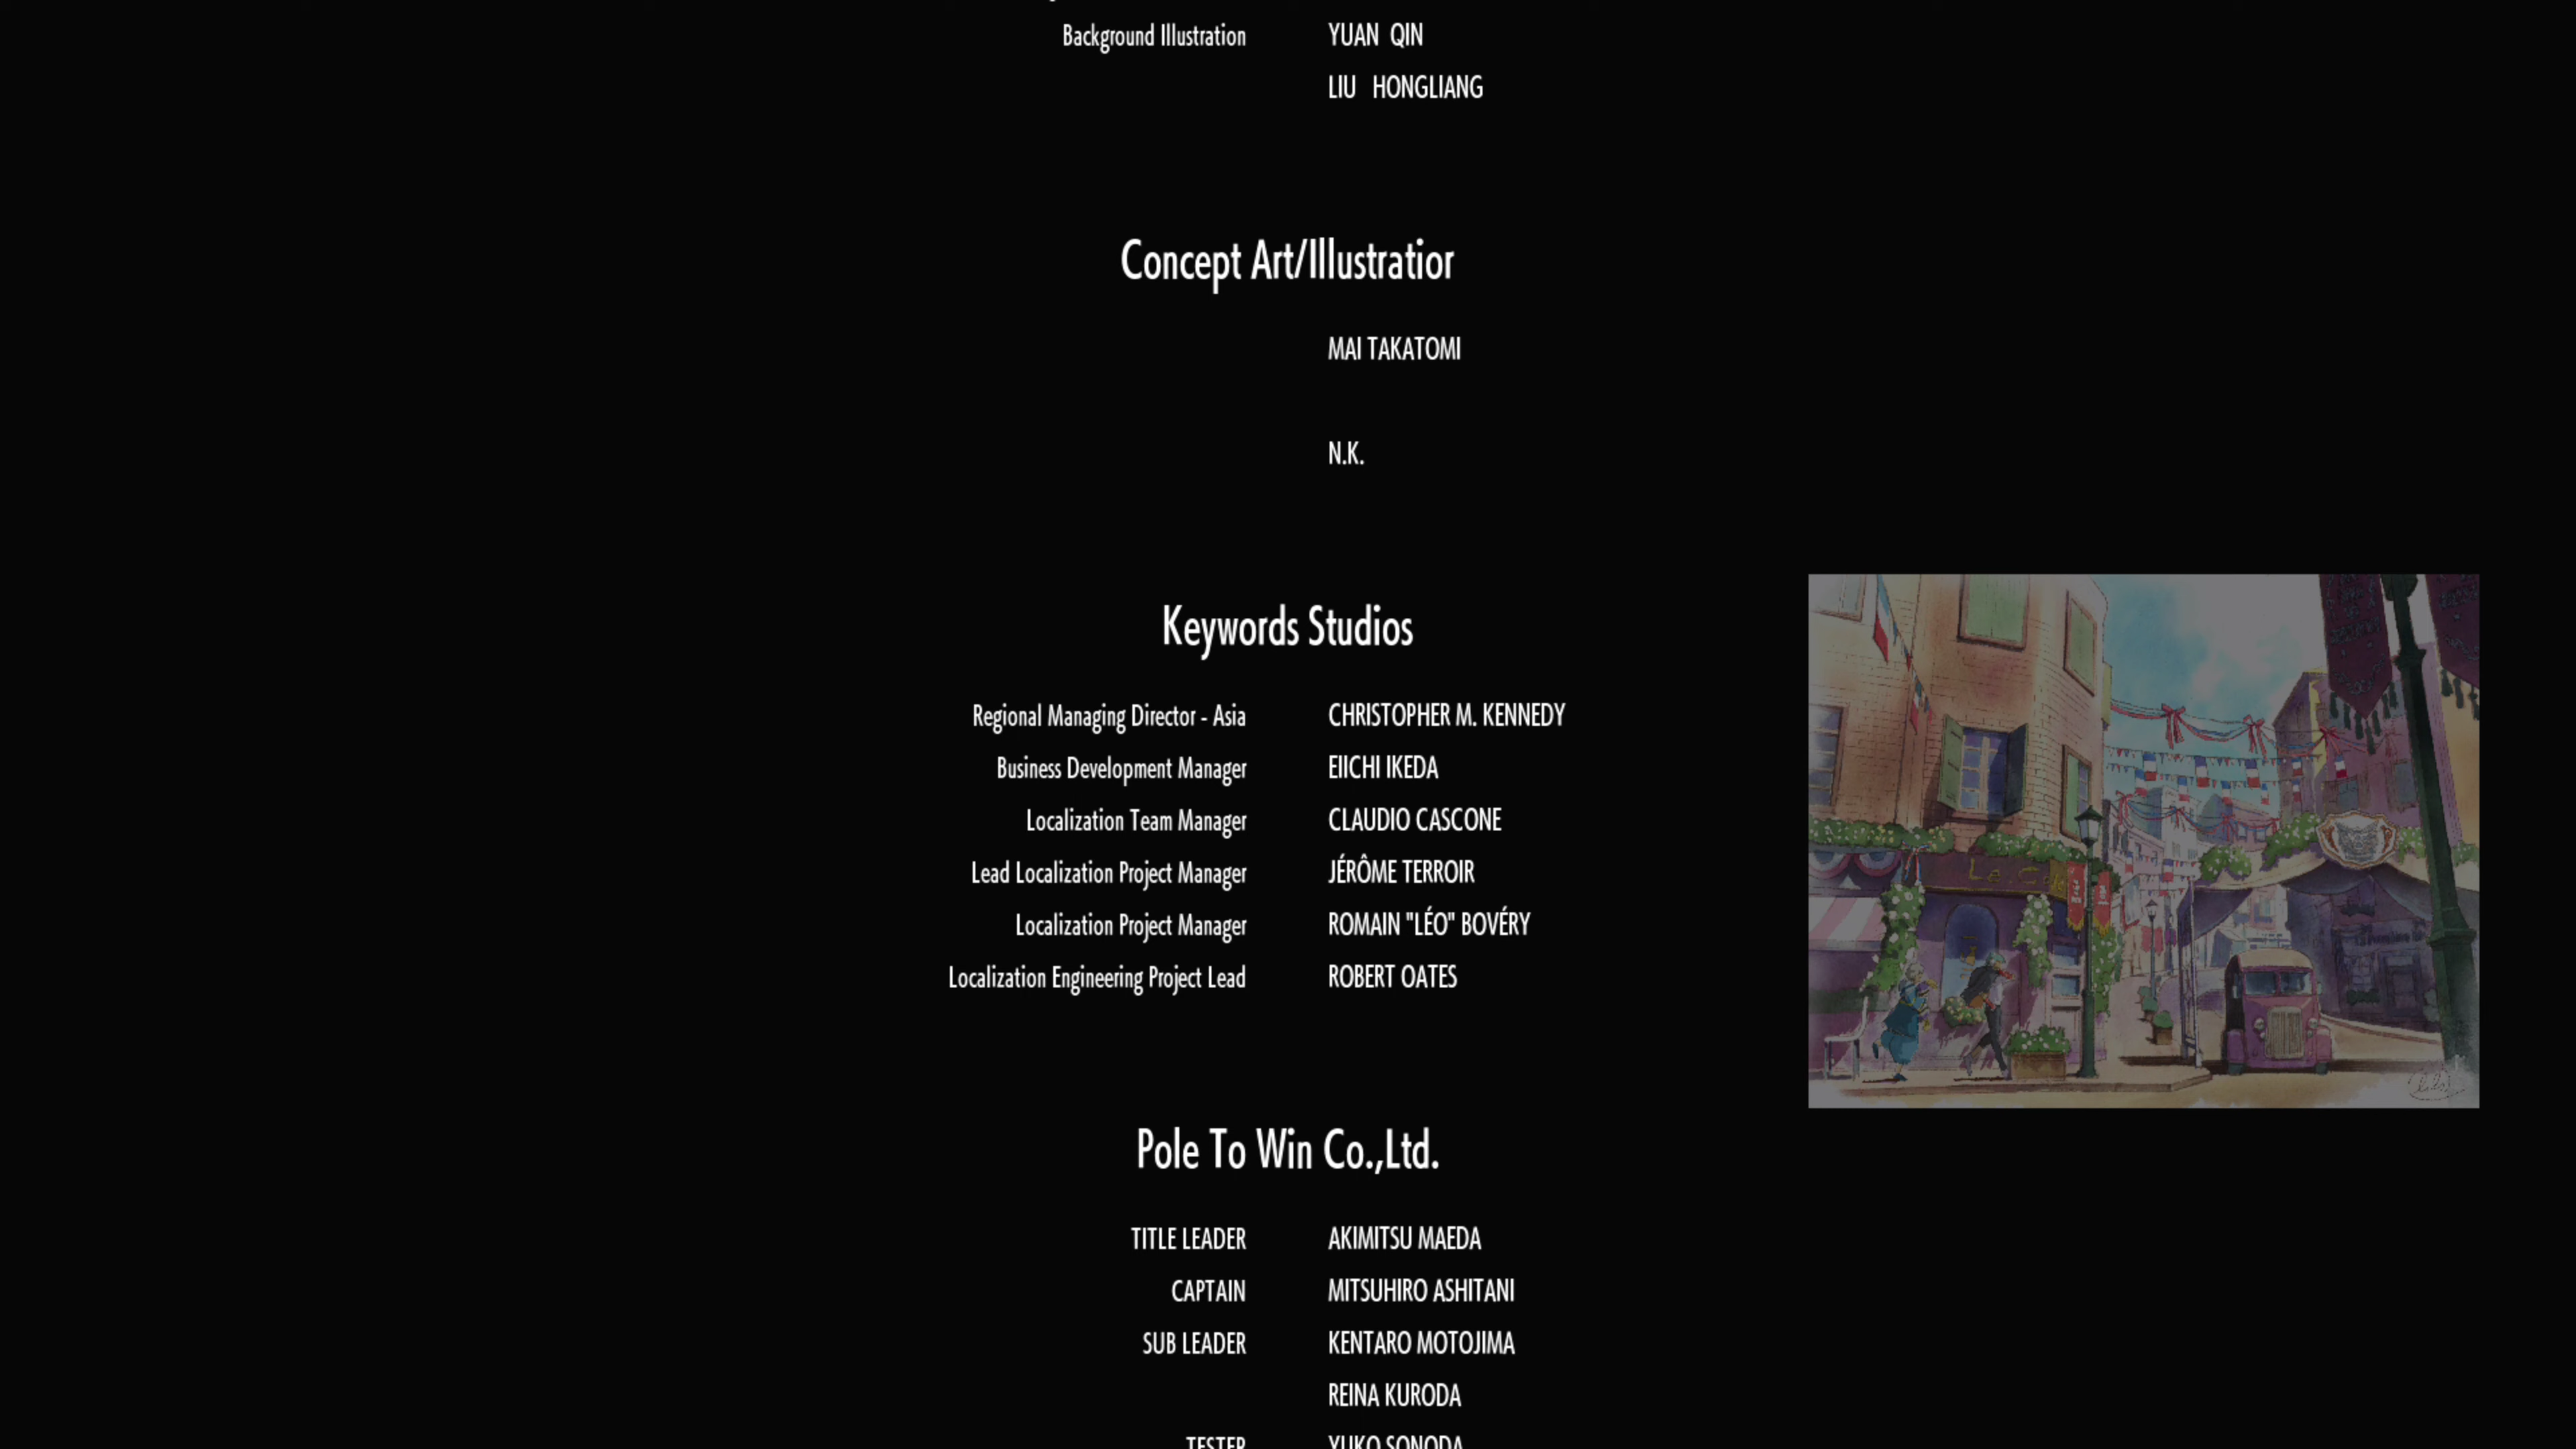 Background Illustration YUAN QIN
LIU HONGLIANG
Concept Art/Illustratior
MAI TAKATOMI
N.K.
Keywords Studios
Regional Managing Director - Asia CHRISTOPHER M. KENNEDY
Business Development Manager EIICHI IKEDA
Localization Team Manager CLAUDIO CASCONE
Lead Localization Project Manager JÉRÔME TERROIR
Localization Project Manager ROMAIN "LÉO" BOVÉRY
Localization Engineering Project Lead ROBERT OATES
Pole To Win Co.,Ltd.
TITLE LEADER AKIMITSU MAEDA
CAPTAIN MITSUHIRO ASHITANI
SUB LEADER KENTARO MOTOJIMA
REINA KURODA
TESTER YUKO SONODA